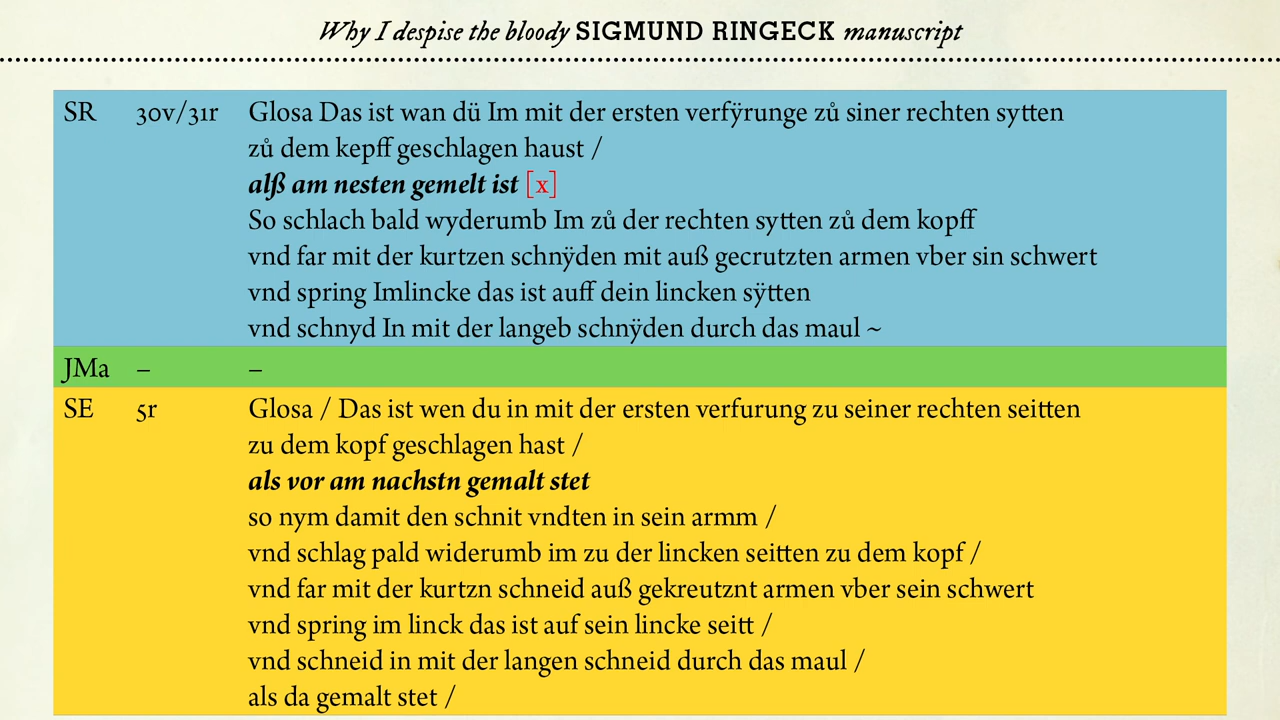 Why I despise the bloody SIGMUND RINGECK manuscript
SR 30v/31r Glosa Das ist wan dü Im mit der ersten verfÿrunge zů siner rechten sytten
zů dem kepff geschlagen haust /
alß am nesten gemelt ist [x]
So schlach bald wyderumb Im zů der rechten sytten zů dem kopff
vnd far mit der kurtzen schnÿden mit auß gecrutzten armen vber sin schwert
vnd spring Imlincke das ist auff dein lincken sÿtten
vnd schnyd In mit der langeb schnÿden durch das maul ~
JMa – –
SE 5r Glosa / Das ist wen du in mit der ersten verfurung zu seiner rechten seitten
zu dem kopf geschlagen hast /
als vor am nachstn gemalt stet
so nym damit den schnit vndten in sein armm /
vnd schlag pald widerumb im zu der lincken seitten zu dem kopf /
vnd far mit der kurtzn schneid auß gekreutznt armen vber sein schwert
vnd spring im linck das ist auf sein lincke seitt /
vnd schneid in mit der langen schneid durch das maul /
als da gemalt stet /